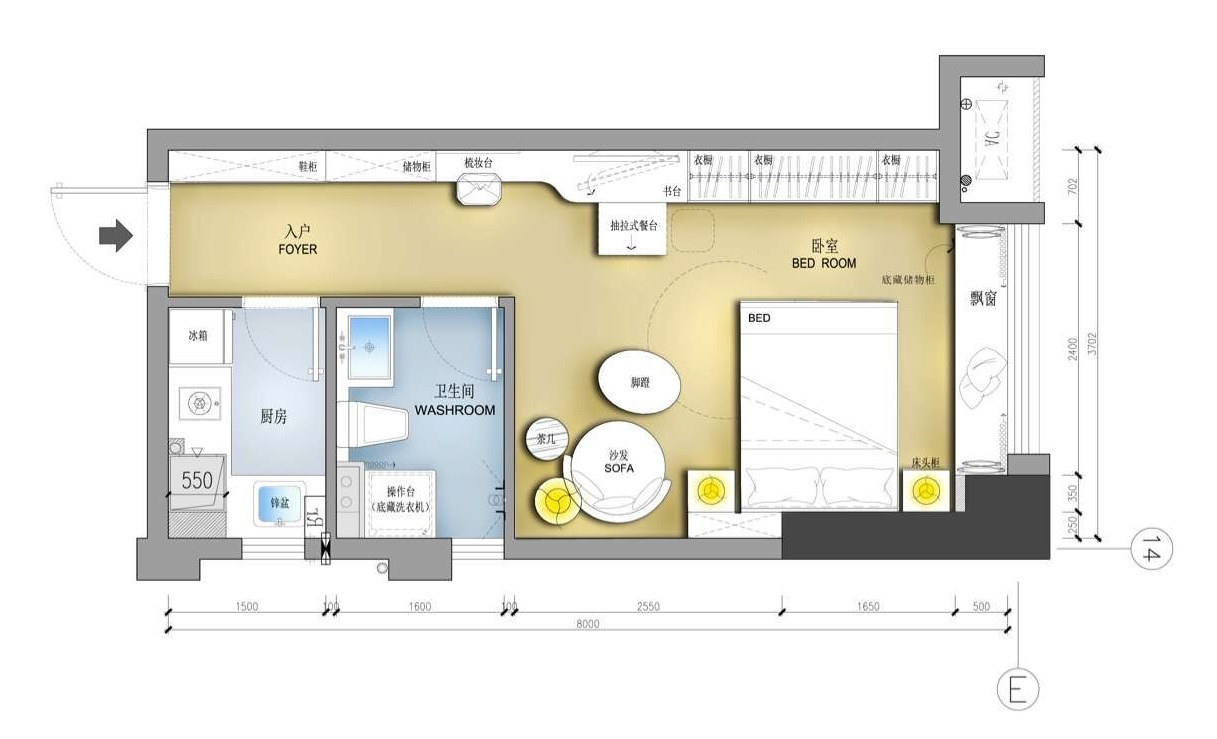 鞋柜
储物柜
梳妆台
衣橱
衣橱
衣橱
书台
AC
702
抽拉式餐台
入户
FOYER
卧室
BED ROOM
底藏储物柜
飘窗
BED
冰箱
2400
3702
脚蹬
卫生间
WASHROOM
厨房
茶几
沙发
SOFA
床头柜
550
操作台
(底藏洗衣机)
锌盆
350
250
14
1500
100
1600
100
2550
1650
500
8000
E